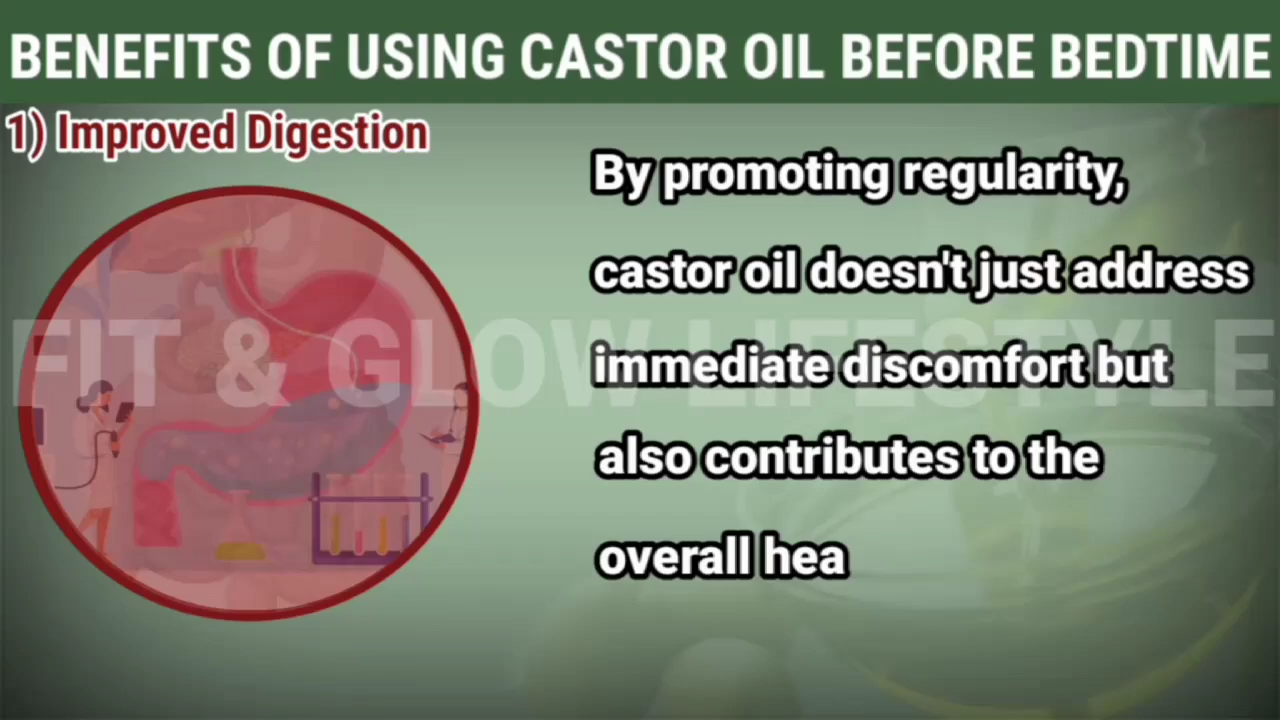 BENEFITS OF USING CASTOR OIL BEFORE BEDTIME
1) Improved Digestion
By promoting regularity,
castor oil doesn't just address
immediate discomfort but
also contributes to the
overall hea
FIT & GLOW LIFESTYLE